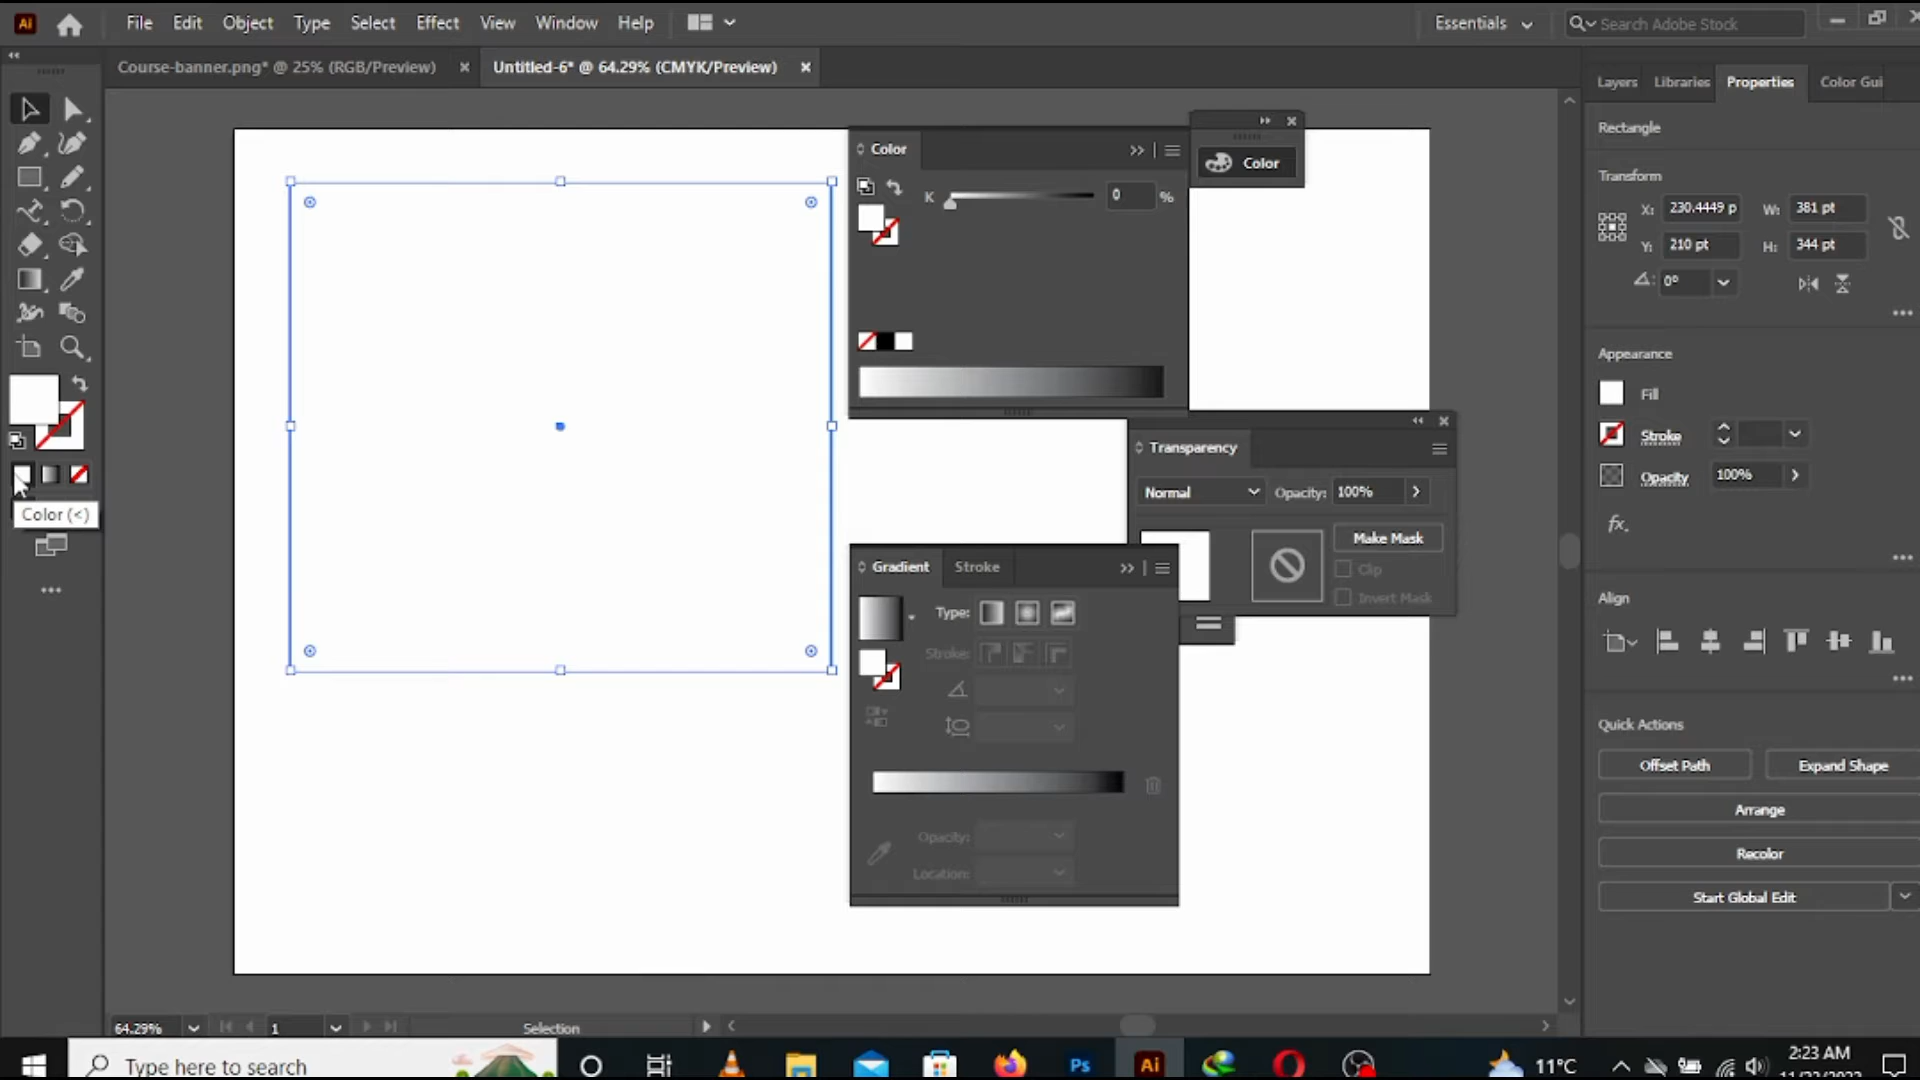 Ai File Edit Object Type Select Effect View Window Help Essentials Search Adobe Stock
Course-banner.png* @ 25% (RGB/Preview) × Untitled-6* @ 64.29% (CMYK/Preview) ×
Layers Libraries Properties Color Gui
Rectangle
Transform
X: 230.4449 p W: 381 pt
Y: 210 pt H: 344 pt
0°
Appearance
Fill
Stroke
Opacity 100%
fx.
Align
Quick Actions
Offset Path Expand Shape
Arrange
Recolor
Start Global Edit
Color
K 0 %
Color
Transparency
Normal Opacity: 100%
Make Mask
Clip
Invert Mask
Gradient Stroke
Type:
Stroke:
Opacity:
Location:
Color (<)
64.29% 1 Selection
Type here to search Ps Ai 11°C 2:23 AM